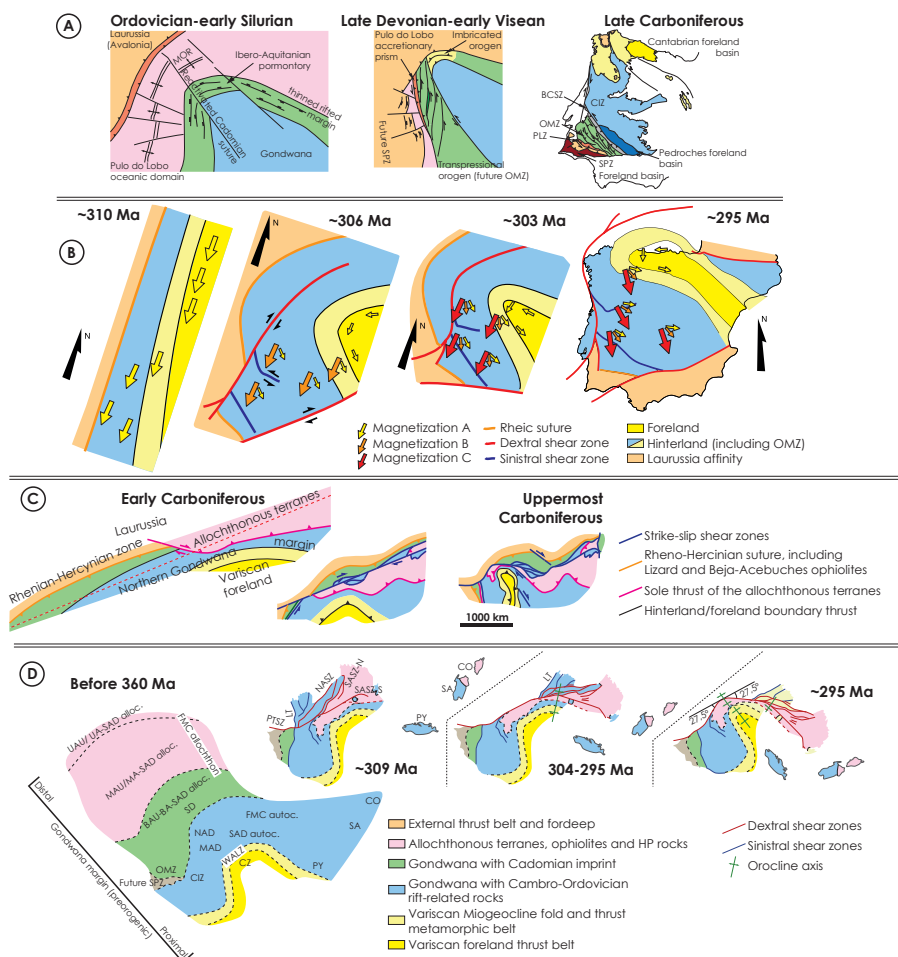 A
Ordovician-early Silurian
Late Devonian-early Visean
Late Carboniferous
Laurussia
(Avalonia)
MOR
Ibero-Aquitanian
pormontory
Reactivated Cadomian
suture
thinned rifted
margin
Gondwana
Pulo do Lobo
oceanic domain
Pulo do Lobo
accretionary
prism
Imbricated
orogen
Future SPZ
Transpressional
orogen (future OMZ)
Cantabrian foreland
basin
BCSZ
CIZ
OMZ
PLZ
SPZ
Pedroches foreland
basin
Foreland basin
B
~310 Ma
~306 Ma
~303 Ma
~295 Ma
N
N
N
N
Magnetization A
Magnetization B
Magnetization C
Rheic suture
Dextral shear zone
Sinistral shear zone
Foreland
Hinterland (including OMZ)
Laurussia affinity
C
Early Carboniferous
Uppermost
Carboniferous
Laurussia
Allochthonous terranes
Rhenian-Hercynian zone
Northern Gondwana
margin
Variscan
foreland
1000 km
Strike-slip shear zones
Rheno-Hercinian suture, including
Lizard and Beja-Acebuches ophiolites
Sole thrust of the allochthonous terranes
Hinterland/foreland boundary thrust
D
Before 360 Ma
~309 Ma
304-295 Ma
~295 Ma
UAU/ UA-SAD alloc.
FMC allochthon
MAU/MA-SAD alloc.
BAU-BA-SAD alloc.
SD
NAD
MAD
FMC autoc.
SAD autoc.
CO
SA
PY
WALZ
CZ
CIZ
OMZ
Future SPZ
Distal
Gondwana margin (preorogenic)
Proximal
PTSZ
LT
NASZ
SASZ-N
SASZ-S
PY
CO
SA
LT
27,5º
27,5º
External thrust belt and fordeep
Allochthonous terranes, ophiolites and HP rocks
Gondwana with Cadomian imprint
Gondwana with Cambro-Ordovician
rift-related rocks
Variscan Miogeocline fold and thrust
metamorphic belt
Variscan foreland thrust belt
Dextral shear zones
Sinistral shear zones
Orocline axis